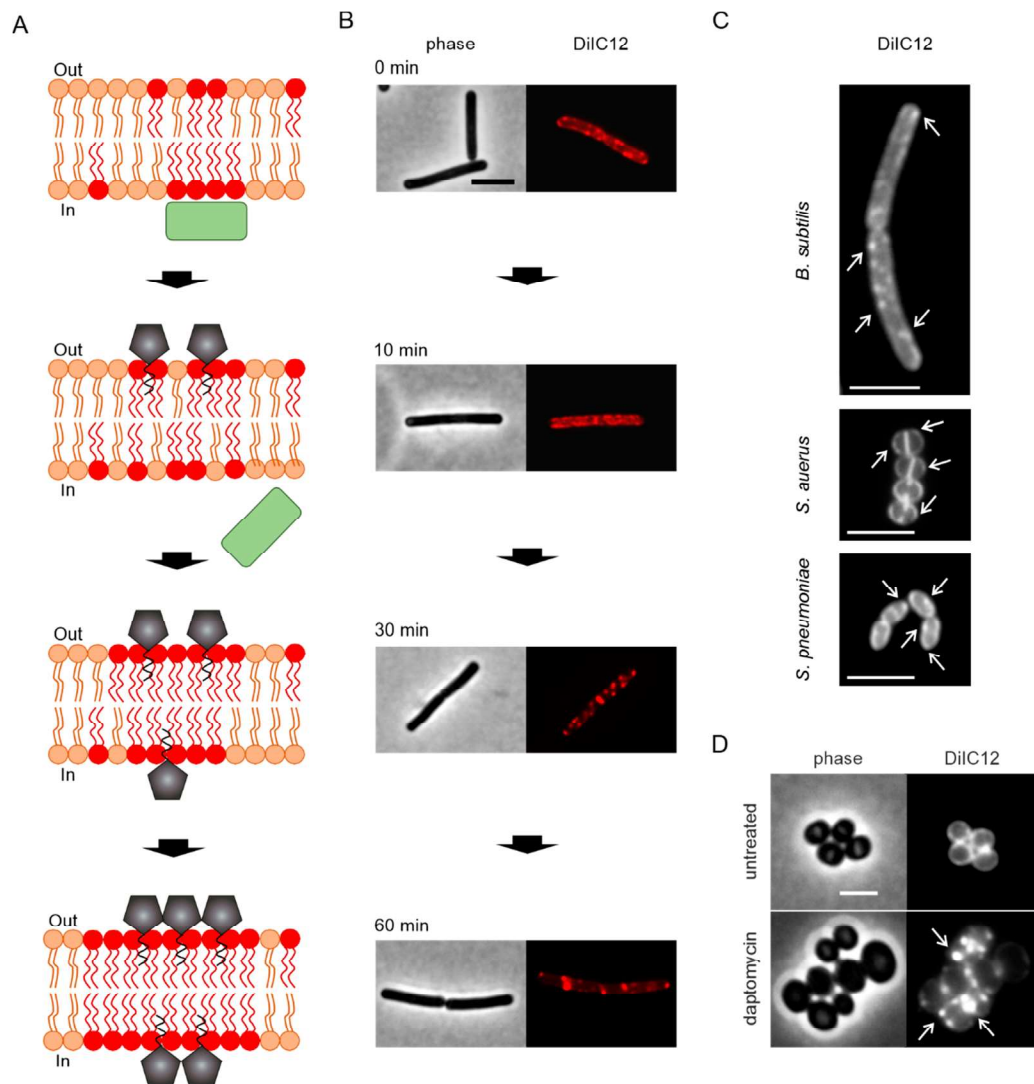 A
Out
In
Out
In
Out
In
Out
In
B
phase DiIC12
0 min
10 min
30 min
60 min
C
DiIC12
B. subtilis
S. auerus
S. pneumoniae
D
phase DiIC12
untreated
daptomycin